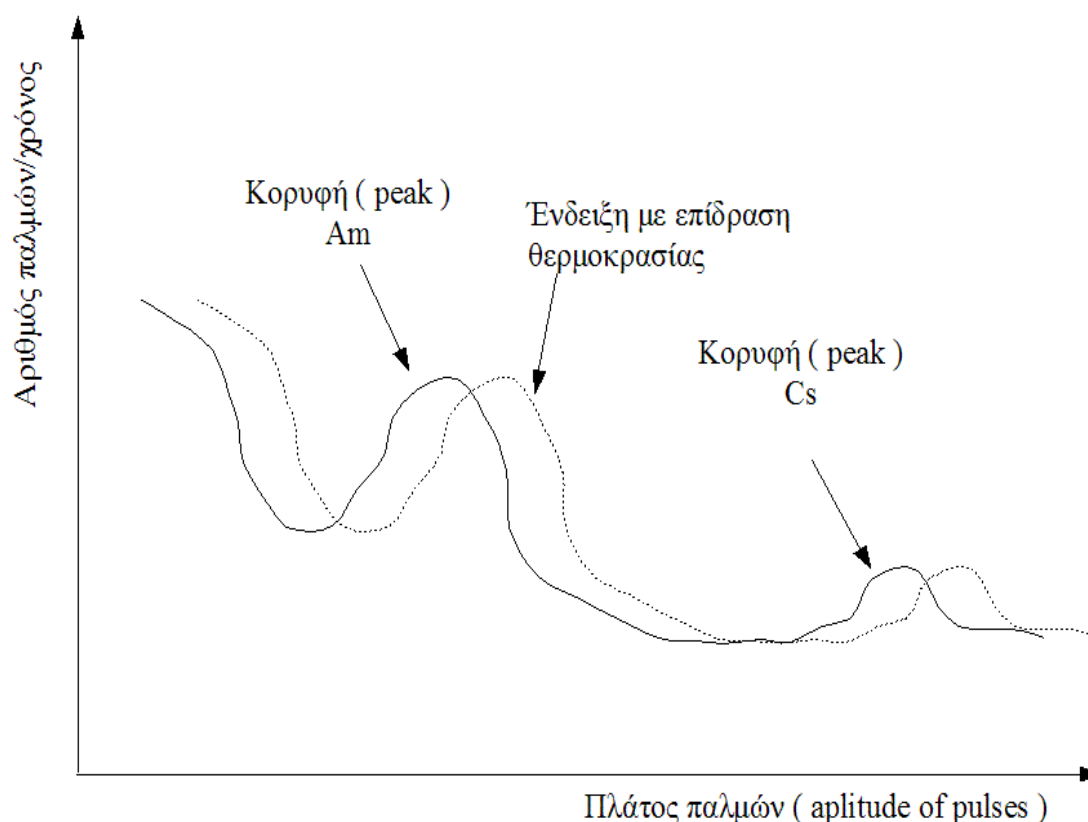 Αριθμός παλμών/χρόνος
Κορυφή ( peak )
Am
Ένδειξη με επίδραση
θερμοκρασίας
Κορυφή ( peak )
Cs
Πλάτος παλμών ( aplitude of pulses )